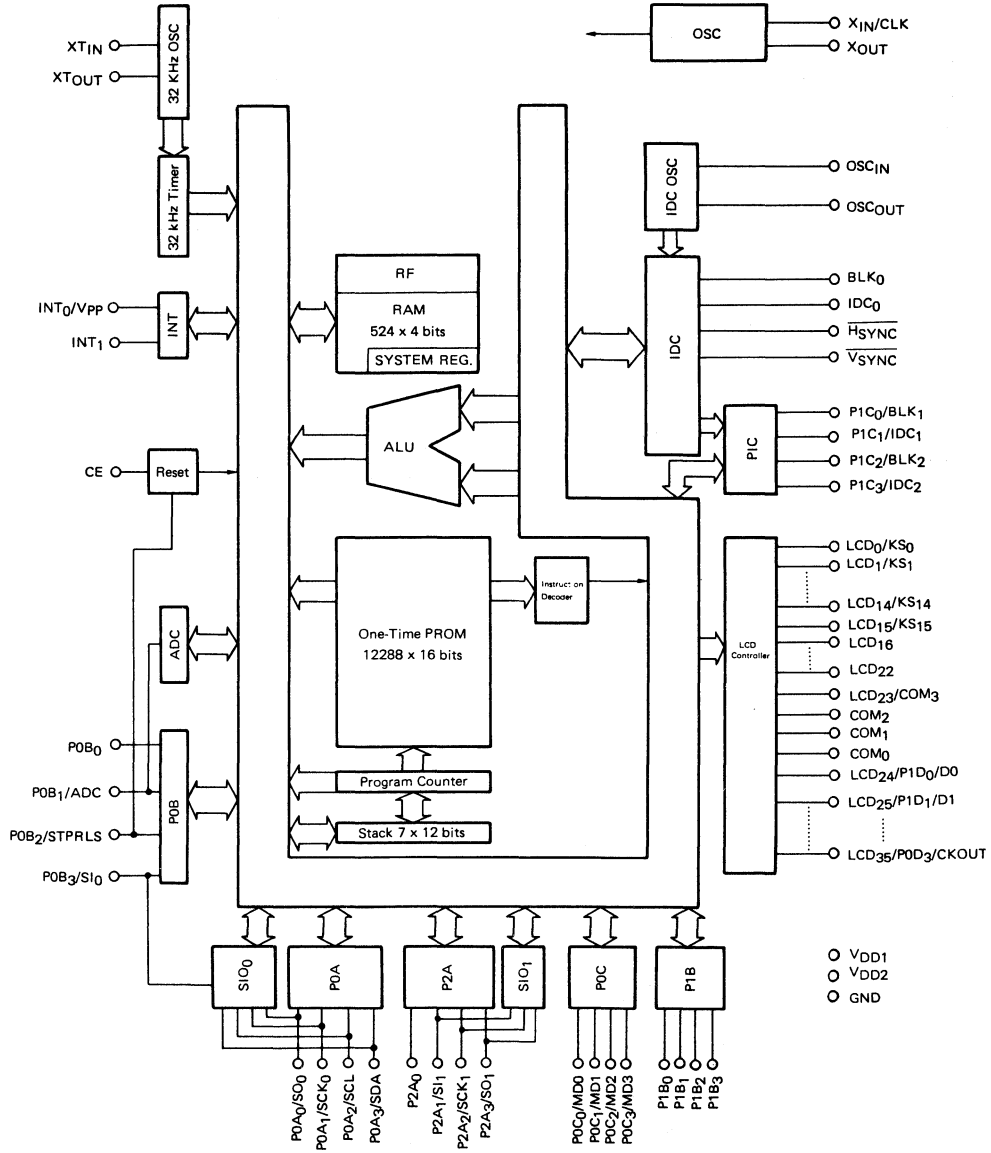 XTIN
XTOUT
32 KHz OSC
32 kHz Timer
OSC
XIN/CLK
XOUT
IDC OSC
OSCIN
OSCOUT
INT0/VPP
INT1
INT
RF
RAM
524 x 4 bits
SYSTEM REG.
IDC
BLK0
IDC0
HSYNC
VSYNC
ALU
PIC
P1C0/BLK1
P1C1/IDC1
P1C2/BLK2
P1C3/IDC2
CE
Reset
One-Time PROM
12288 x 16 bits
Instruction
Decoder
LCD
Controller
LCD0/KS0
LCD1/KS1
LCD14/KS14
LCD15/KS15
LCD16
LCD22
LCD23/COM3
COM2
COM1
COM0
LCD24/P1D0/D0
LCD25/P1D1/D1
LCD35/P0D3/CKOUT
ADC
P0B0
P0B1/ADC
P0B2/STPRLS
P0B3/SI0
P0B
Program Counter
Stack 7 x 12 bits
SIO0
P0A
P2A
SIO1
P0C
P1B
VDD1
VDD2
GND
P0A0/SO0
P0A1/SCK0
P0A2/SCL
P0A3/SDA
P2A0
P2A1/SI1
P2A2/SCK1
P2A3/SO1
P0C0/MD0
P0C1/MD1
P0C2/MD2
P0C3/MD3
P1B0
P1B1
P1B2
P1B3